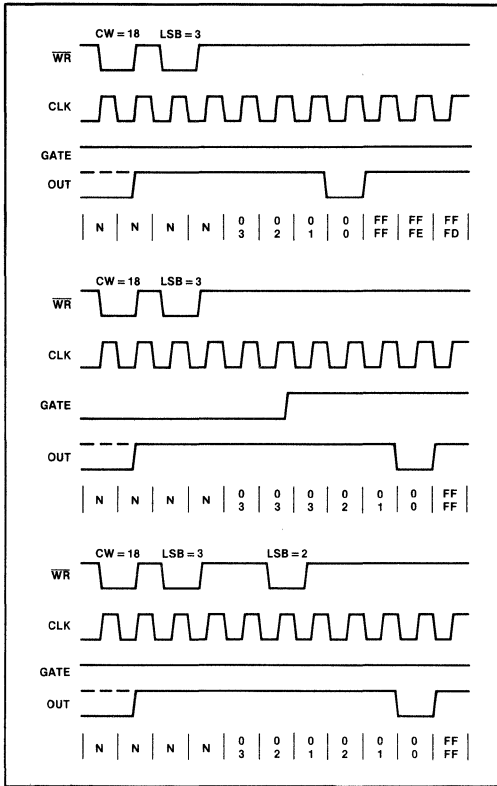 CW = 18 LSB = 3
WR
CLK
GATE
OUT
N N N N 0 0 0 0 FF FF FF
3 2 1 0 FF FE FD
CW = 18 LSB = 3
WR
CLK
GATE
OUT
N N N N 0 0 0 0 0 0 FF
3 3 3 2 1 0 FF
CW = 18 LSB = 3 LSB = 2
WR
CLK
GATE
OUT
N N N N 0 0 0 0 0 0 FF
3 2 1 2 1 0 FF